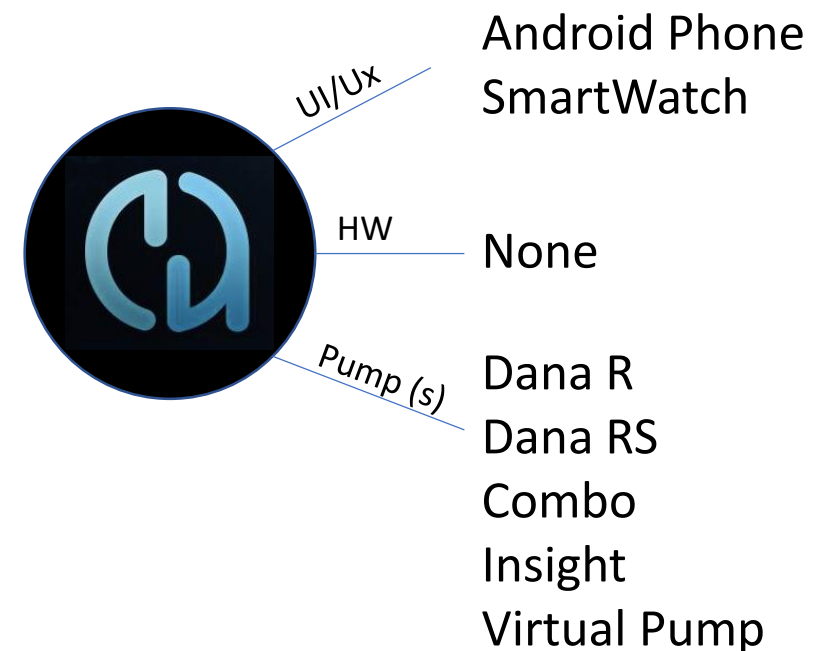 Android Phone
SmartWatch
UI/Ux
HW
None
Pump (s)
Dana R
Dana RS
Combo
Insight
Virtual Pump